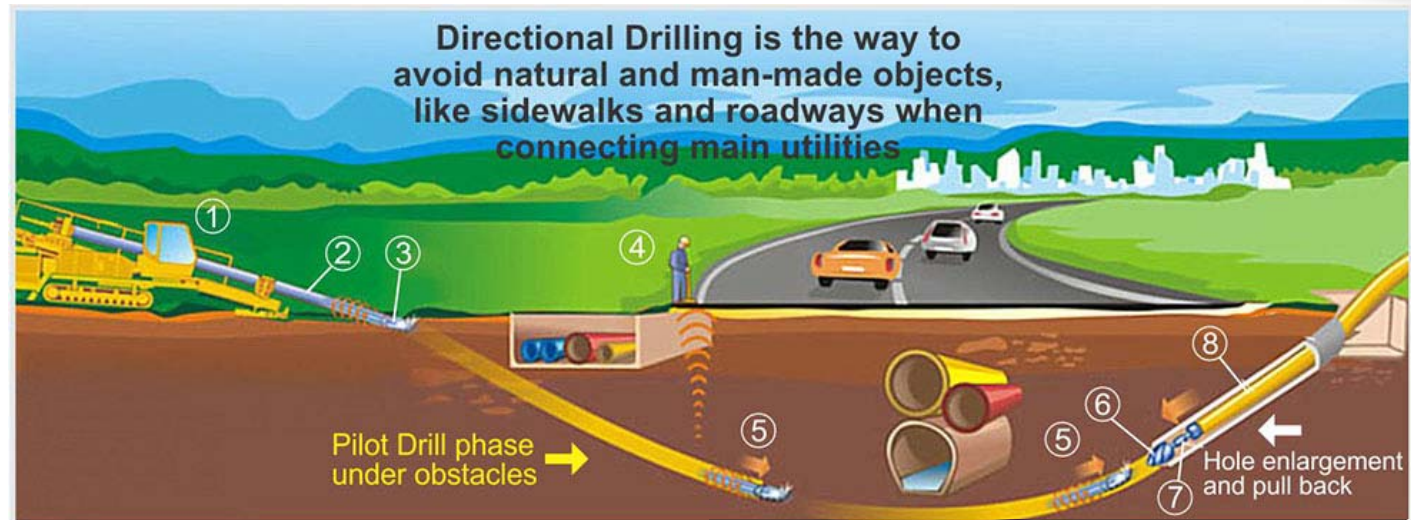 Directional Drilling is the way to
avoid natural and man-made objects,
like sidewalks and roadways when
connecting main utilities
①
②
③
④
Pilot Drill phase
under obstacles
⑤
⑤
⑥
⑦
⑧
Hole enlargement
and pull back